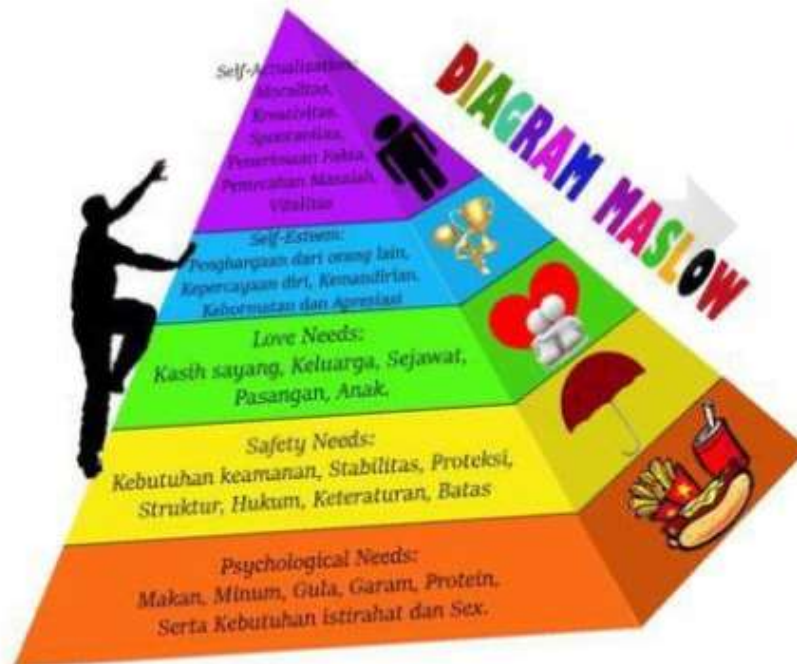 DIAGRAM MASLOW
Self-Actualization:
Moralitas,
Kreativitas,
Spontanitas,
Penerimaan Fakta,
Pemecahan Masalah,
Vitalitas
Self-Esteem:
Penghargaan dari orang lain,
Kepercayaan diri, Kemandirian.
Kehormatan dan Apresiasi
Love Needs:
Kasih sayang, Keluarga, Sejawat,
Pasangan, Anak.
Safety Needs:
Kebutuhan keamanan, Stabilitas, Proteksi,
Struktur, Hukum, Keteraturan, Batas
Psychological Needs:
Makan, Minum, Gula, Garam, Protein,
Serta Kebutuhan istirahat dan Sex.